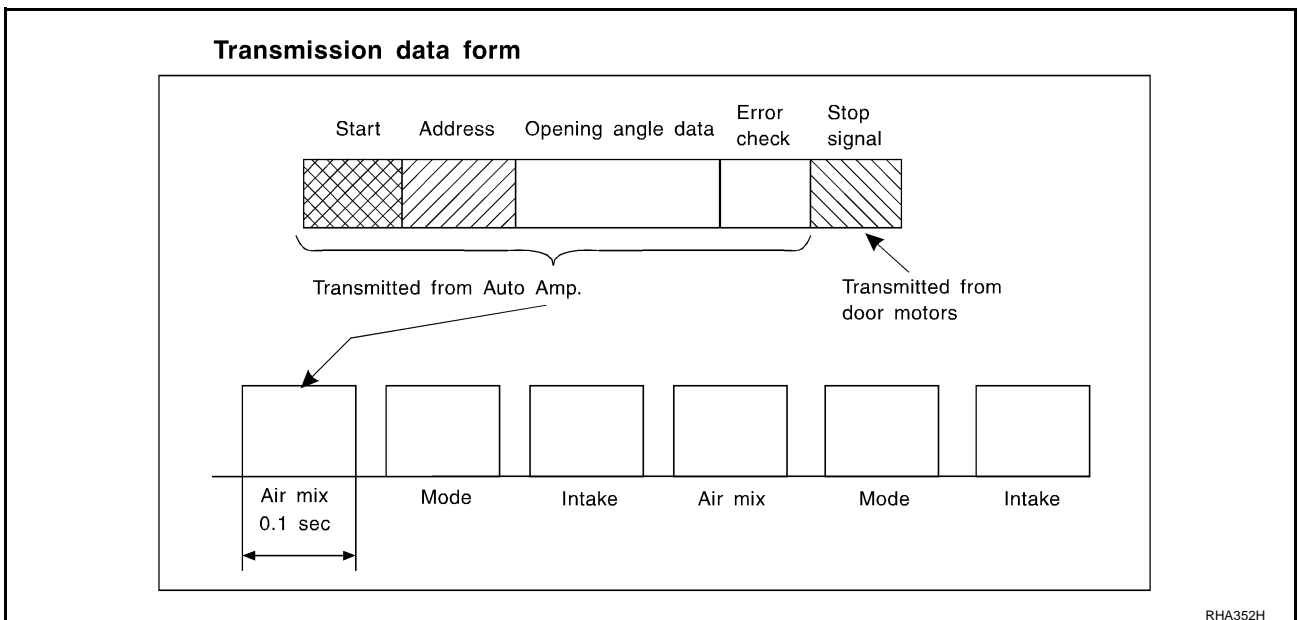 Transmission data form
Start
Address
Opening angle data
Error
check
Stop
signal
Transmitted from Auto Amp.
Transmitted from
door motors
Air mix
0.1 sec
Mode
Intake
Air mix
Mode
Intake
RHA352H